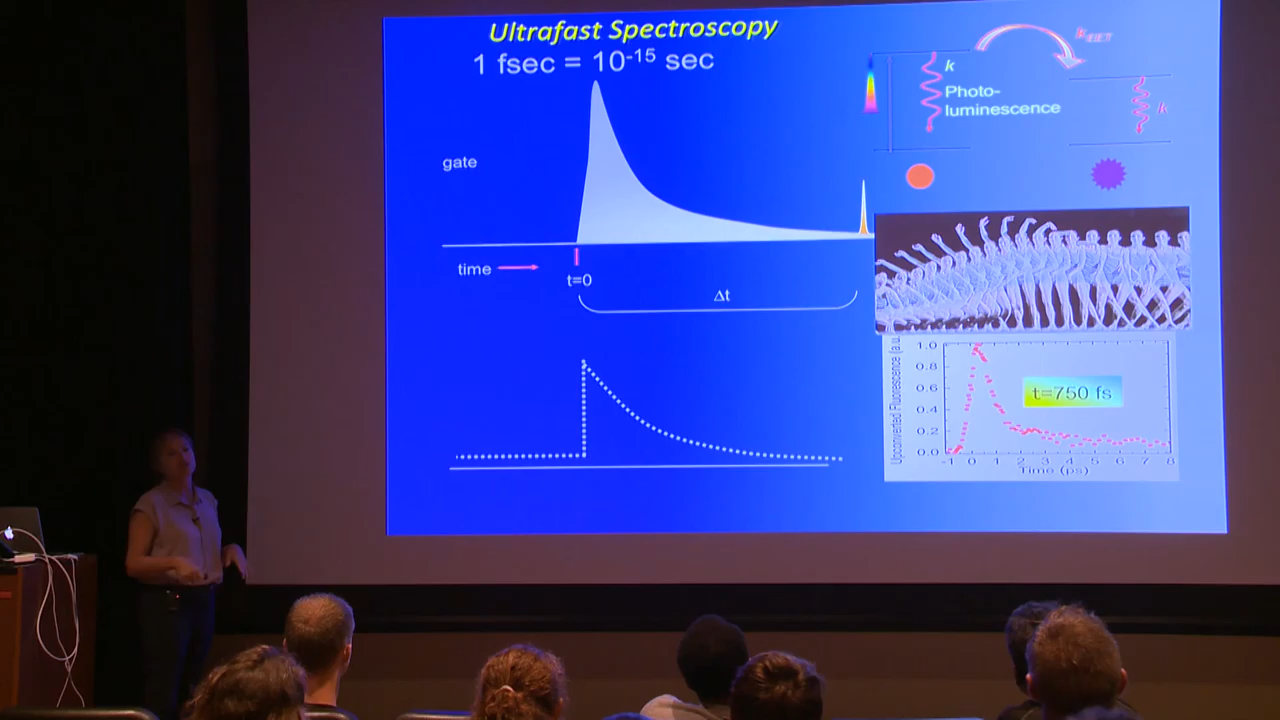 Ultrafast Spectroscopy
1 fsec = 10⁻¹⁵ sec
gate
time
t=0
Δt
k
Photo-
luminescence
k
Upconverted Fluorescence (a.u.
1.0
0.8
0.6
0.4
0.2
0.0
t=750 fs
-1 0 1 2 3 4 5 6 7 8
Time (ps)